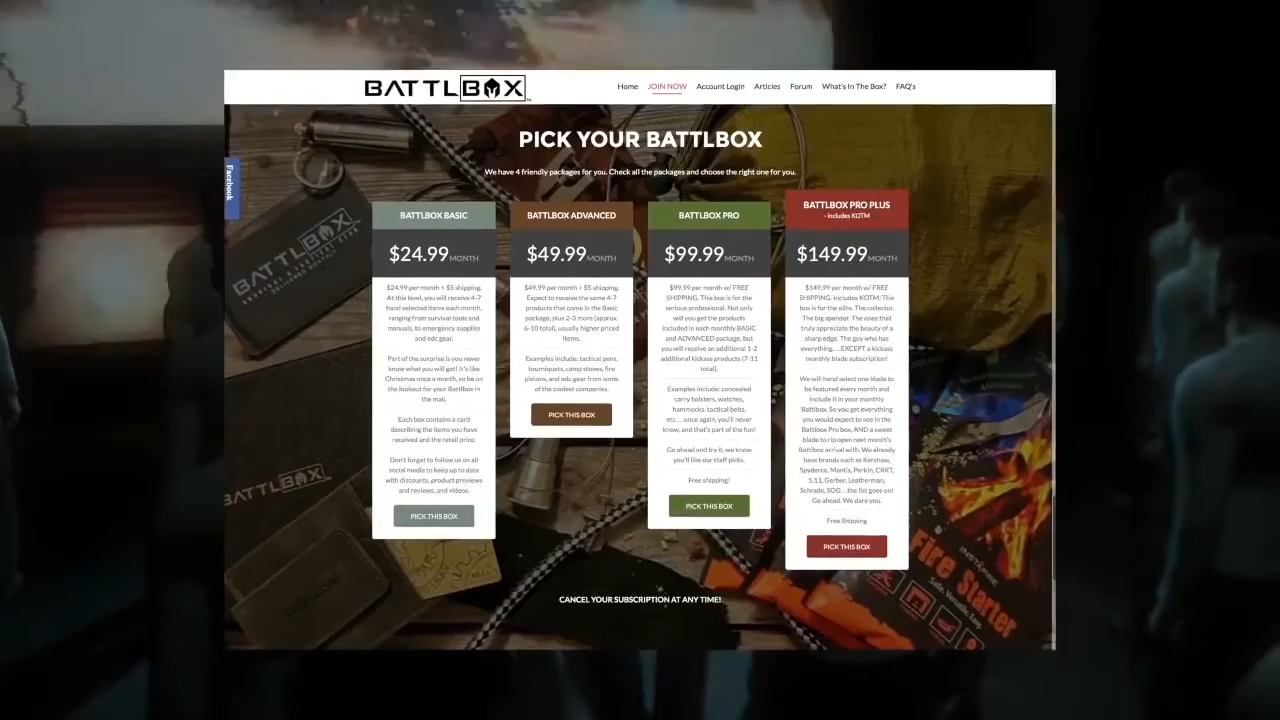 BATTLBOX
Home JOIN NOW Account Login Articles Forum What's In The Box? FAQ's
Facebook
PICK YOUR BATTLBOX
We have 4 friendly packages for you. Check all the packages and choose the right one for you.
BATTLBOX BASIC
$24.99 MONTH
$24.99 per month + $5 shipping.
At this level, you will receive 4-7
hand selected items each month,
ranging from survival tools and
manuals, to emergency supplies
and edc gear.
Part of the surprise is you never
know what you will get! It's like
Christmas once a month, so be on
the lookout for your Battlbox in
the mail.
Each box contains a card
describing the items you have
received and the retail price.
Don't forget to follow us on all
social media to keep up to date
with discounts, product previews
and reviews, and videos.
PICK THIS BOX
BATTLBOX ADVANCED
$49.99 MONTH
$49.99 per month + $5 shipping.
Expect to receive the same 4-7
products that come in the Basic
package, plus 2-3 more (approx.
6-10 total), usually higher priced
items.
Examples include: tactical pens,
tourniquets, camp stoves, fire
pistons, and edc gear from some
of the coolest companies.
PICK THIS BOX
BATTLBOX PRO
$99.99 MONTH
$99.99 per month w/ FREE
SHIPPING. This box is for the
serious professional. Not only
will you get the products
included in each monthly BASIC
and ADVANCED package, but
you will receive an additional 1-2
additional kickass products (7-11
total).
Examples include: concealed
carry holsters, watches,
hammocks, tactical belts,
etc....once again, you'll never
know, and that's part of the fun!
Go ahead and try it, we know
you'll like our staff picks.
Free shipping!
PICK THIS BOX
BATTLBOX PRO PLUS
- includes KOTM
$149.99 MONTH
$149.99 per month w/ FREE
SHIPPING. Includes KOTM: This
box is for the elite. The collector.
The big spender. The ones that
truly appreciate the beauty of a
sharp edge. The guy who has
everything.....EXCEPT a kickass
monthly blade subscription!
We will hand select one blade to
be featured every month and
include it in your monthly
Battlbox. So you get everything
you would expect to see in the
Battlbox Pro box, AND a sweet
blade to rip open next month's
Battlbox arrival with. We already
have brands such as Kershaw,
Spyderco, Mantis, Perkin, CRKT,
5.11, Gerber, Leatherman,
Schrade, SOG....the list goes on!
Go ahead. We dare you.
Free Shipping
PICK THIS BOX
CANCEL YOUR SUBSCRIPTION AT ANY TIME!
BATTLBOX
BATTLBOX
Fire Starter